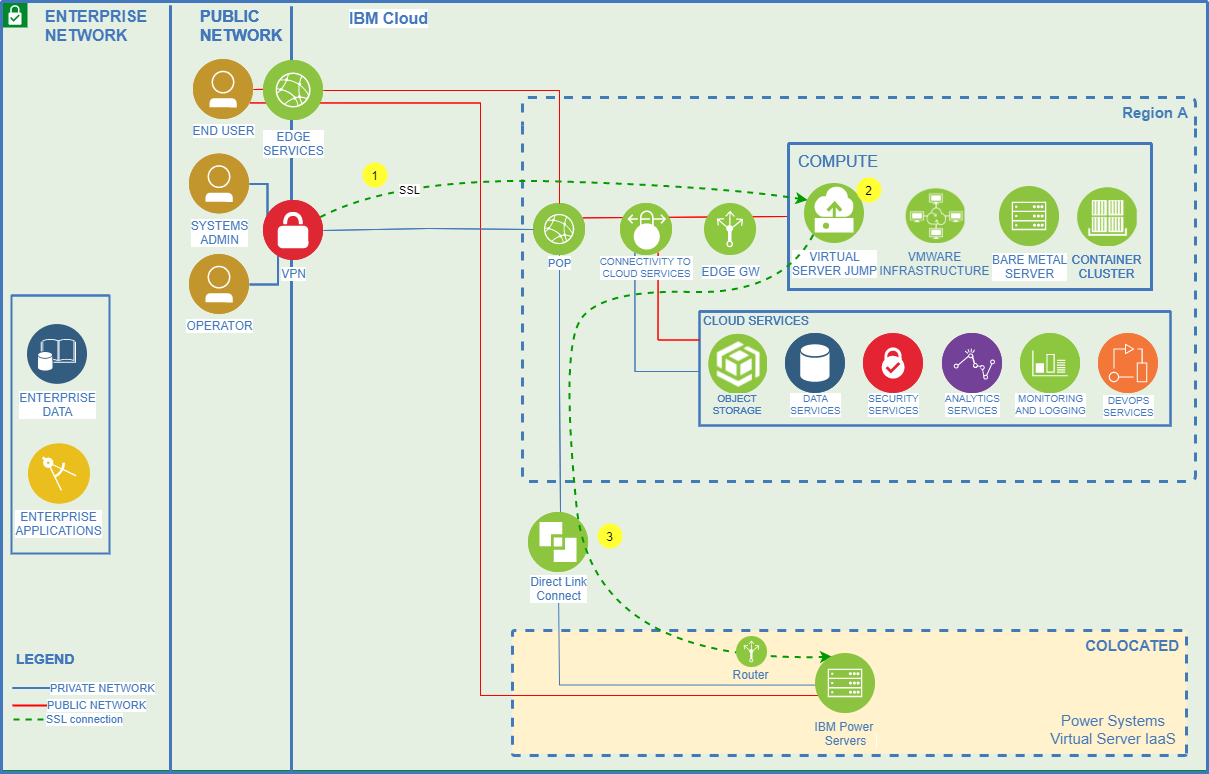 ENTERPRISE
NETWORK
PUBLIC
NETWORK
IBM Cloud
END USER
EDGE
SERVICES
SYSTEMS
ADMIN
VPN
OPERATOR
1
SSL
Region A
COMPUTE
2
VIRTUAL
SERVER JUMP
VMWARE
INFRASTRUCTURE
BARE METAL
SERVER
CONTAINER
CLUSTER
POP
CONNECTIVITY TO
CLOUD SERVICES
EDGE GW
CLOUD SERVICES
OBJECT
STORAGE
DATA
SERVICES
SECURITY
SERVICES
ANALYTICS
SERVICES
MONITORING
AND LOGGING
DEVOPS
SERVICES
ENTERPRISE
DATA
ENTERPRISE
APPLICATIONS
3
Direct Link
Connect
COLOCATED
Router
IBM Power
Servers
Power Systems
Virtual Server IaaS
LEGEND
PRIVATE NETWORK
PUBLIC NETWORK
SSL connection